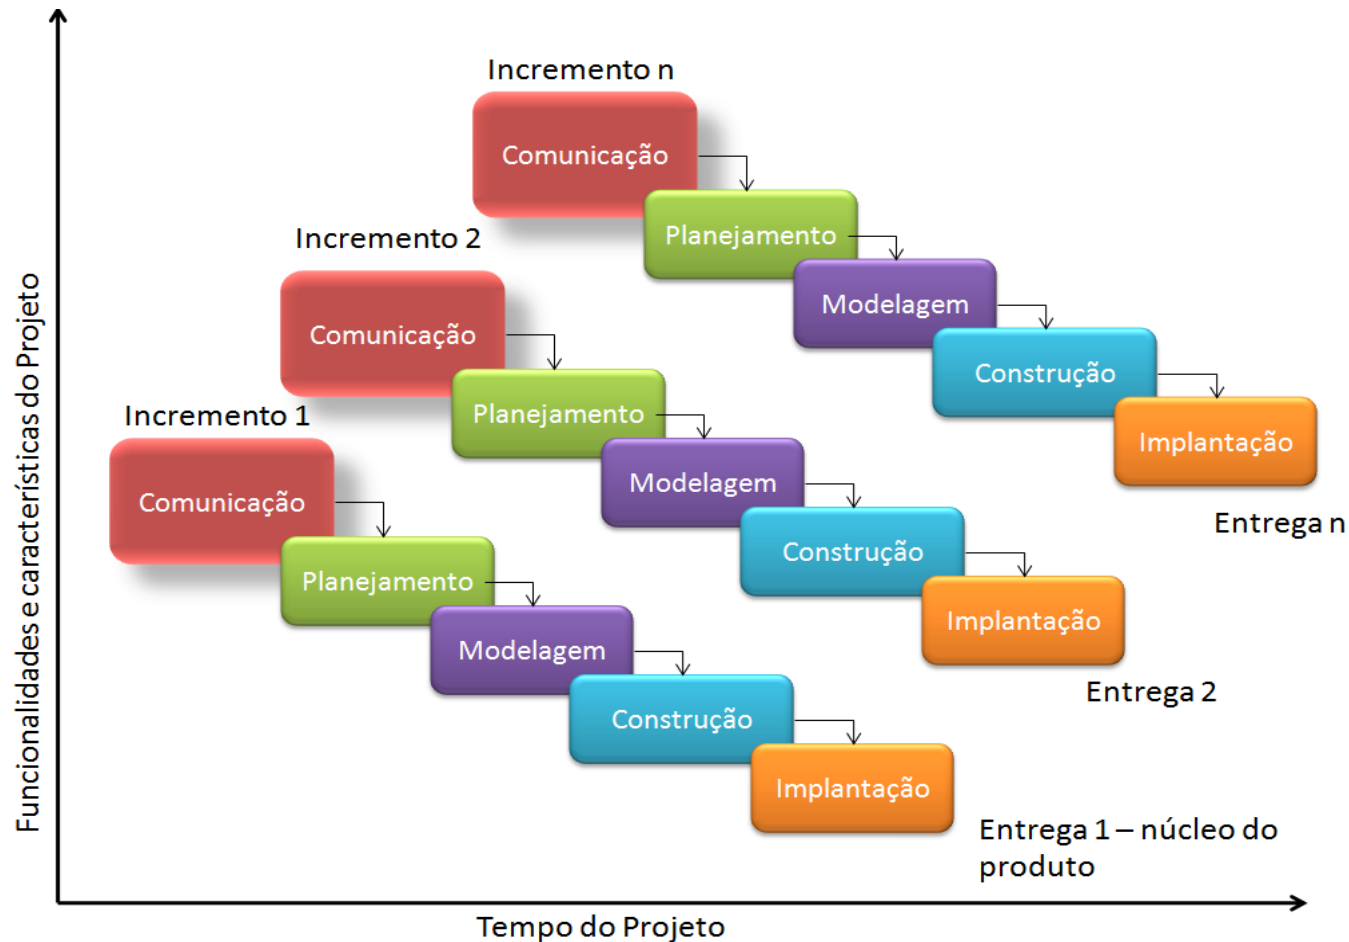 Incremento n
Comunicação
Planejamento
Modelagem
Construção
Implantação
Entrega n
Incremento 2
Comunicação
Planejamento
Modelagem
Construção
Implantação
Entrega 2
Incremento 1
Comunicação
Planejamento
Modelagem
Construção
Implantação
Entrega 1 – núcleo do
produto
Funcionalidades e características do Projeto
Tempo do Projeto